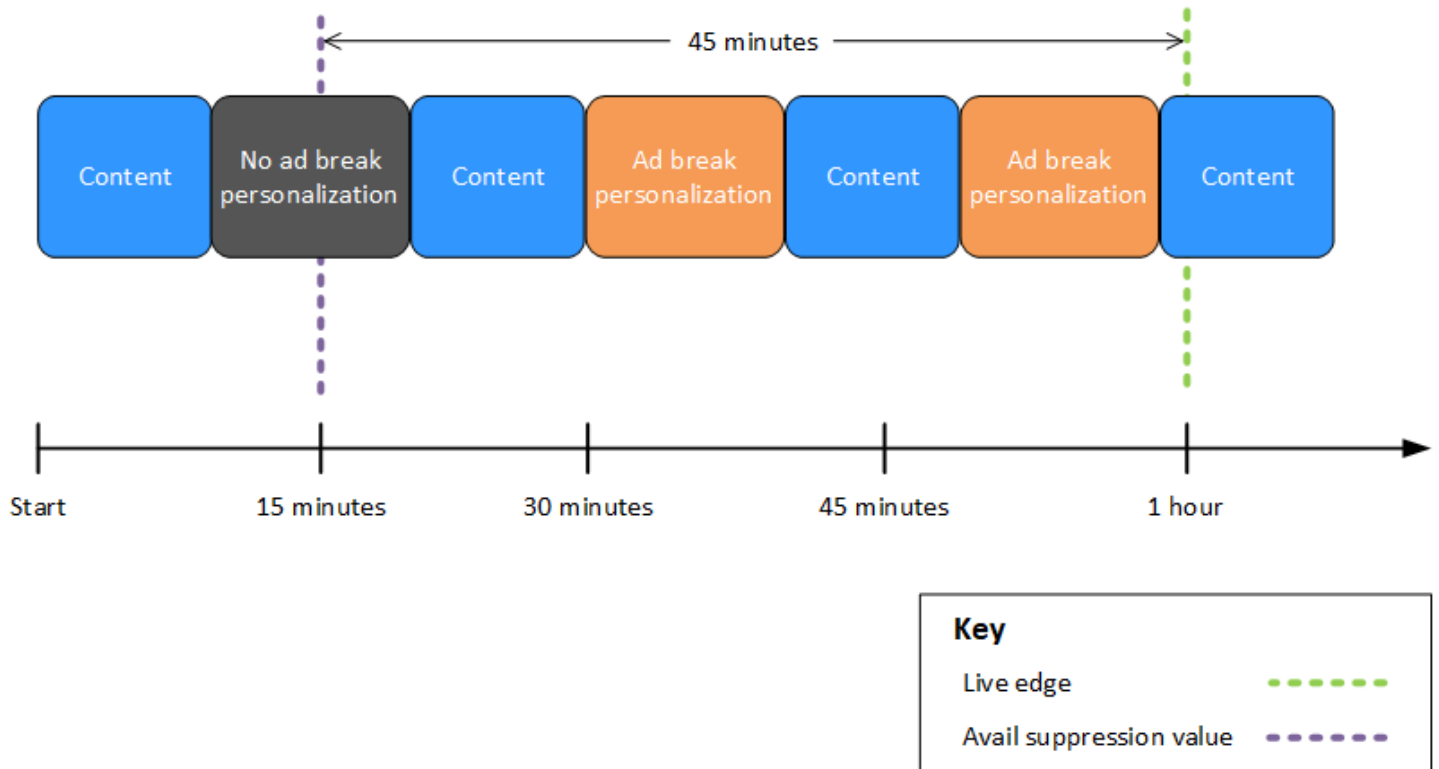 45 minutes
Content
No ad break
personalization
Content
Ad break
personalization
Content
Ad break
personalization
Content
Start
15 minutes
30 minutes
45 minutes
1 hour
Key
Live edge
Avail suppression value